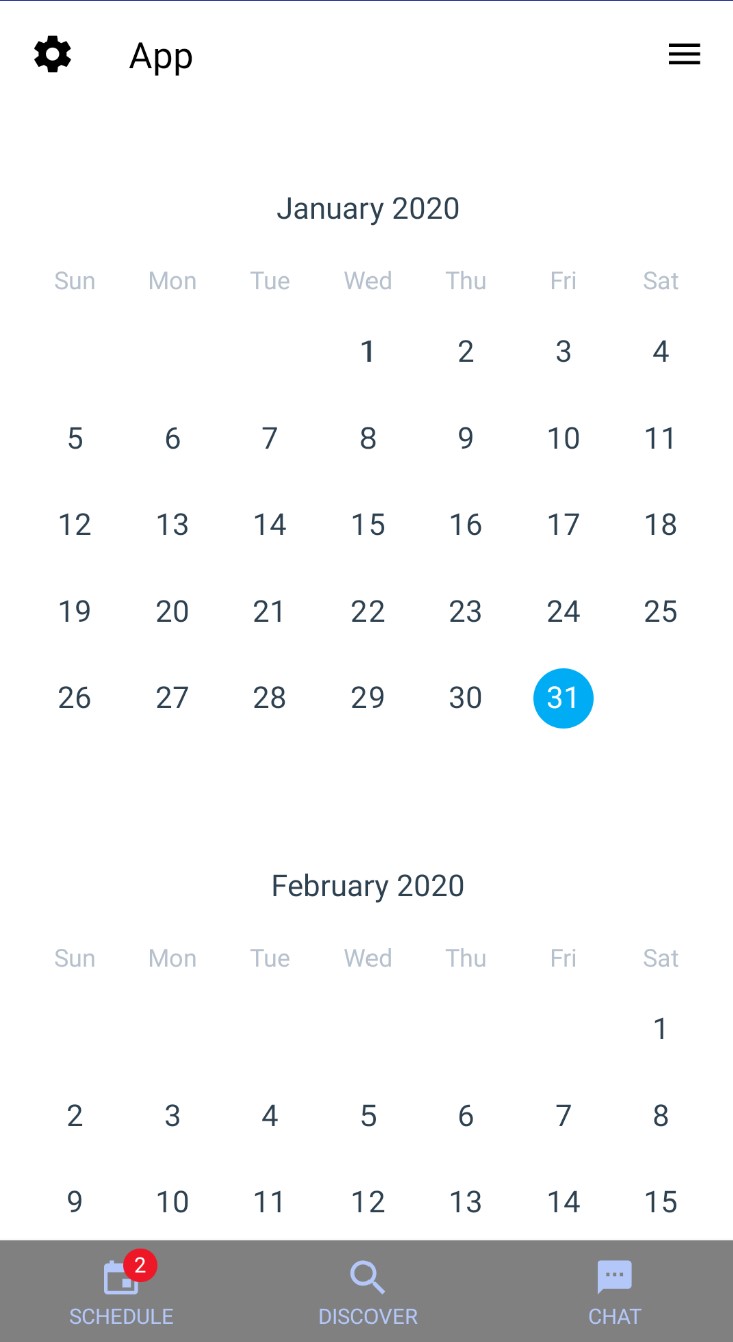 App
January 2020
Sun Mon Tue Wed Thu Fri Sat
1 2 3 4
5 6 7 8 9 10 11
12 13 14 15 16 17 18
19 20 21 22 23 24 25
26 27 28 29 30 31
February 2020
Sun Mon Tue Wed Thu Fri Sat
1
2 3 4 5 6 7 8
9 10 11 12 13 14 15
2
SCHEDULE DISCOVER CHAT